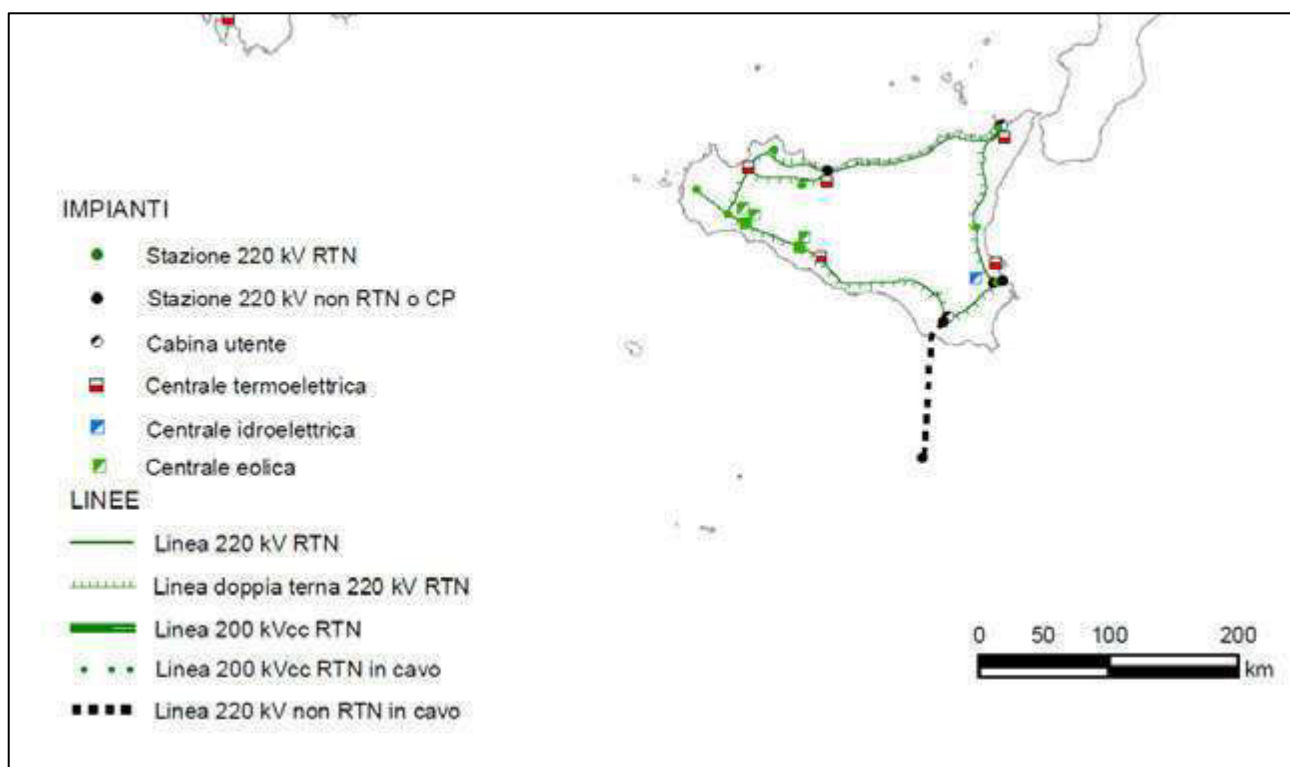 IMPIANTI
Stazione 220 kV RTN
Stazione 220 kV non RTN o CP
Cabina utente
Centrale termoelettrica
Centrale idroelettrica
Centrale eolica
LINEE
Linea 220 kV RTN
Linea doppia terna 220 kV RTN
Linea 200 kVcc RTN
Linea 200 kVcc RTN in cavo
Linea 220 kV non RTN in cavo
0 50 100 200
km